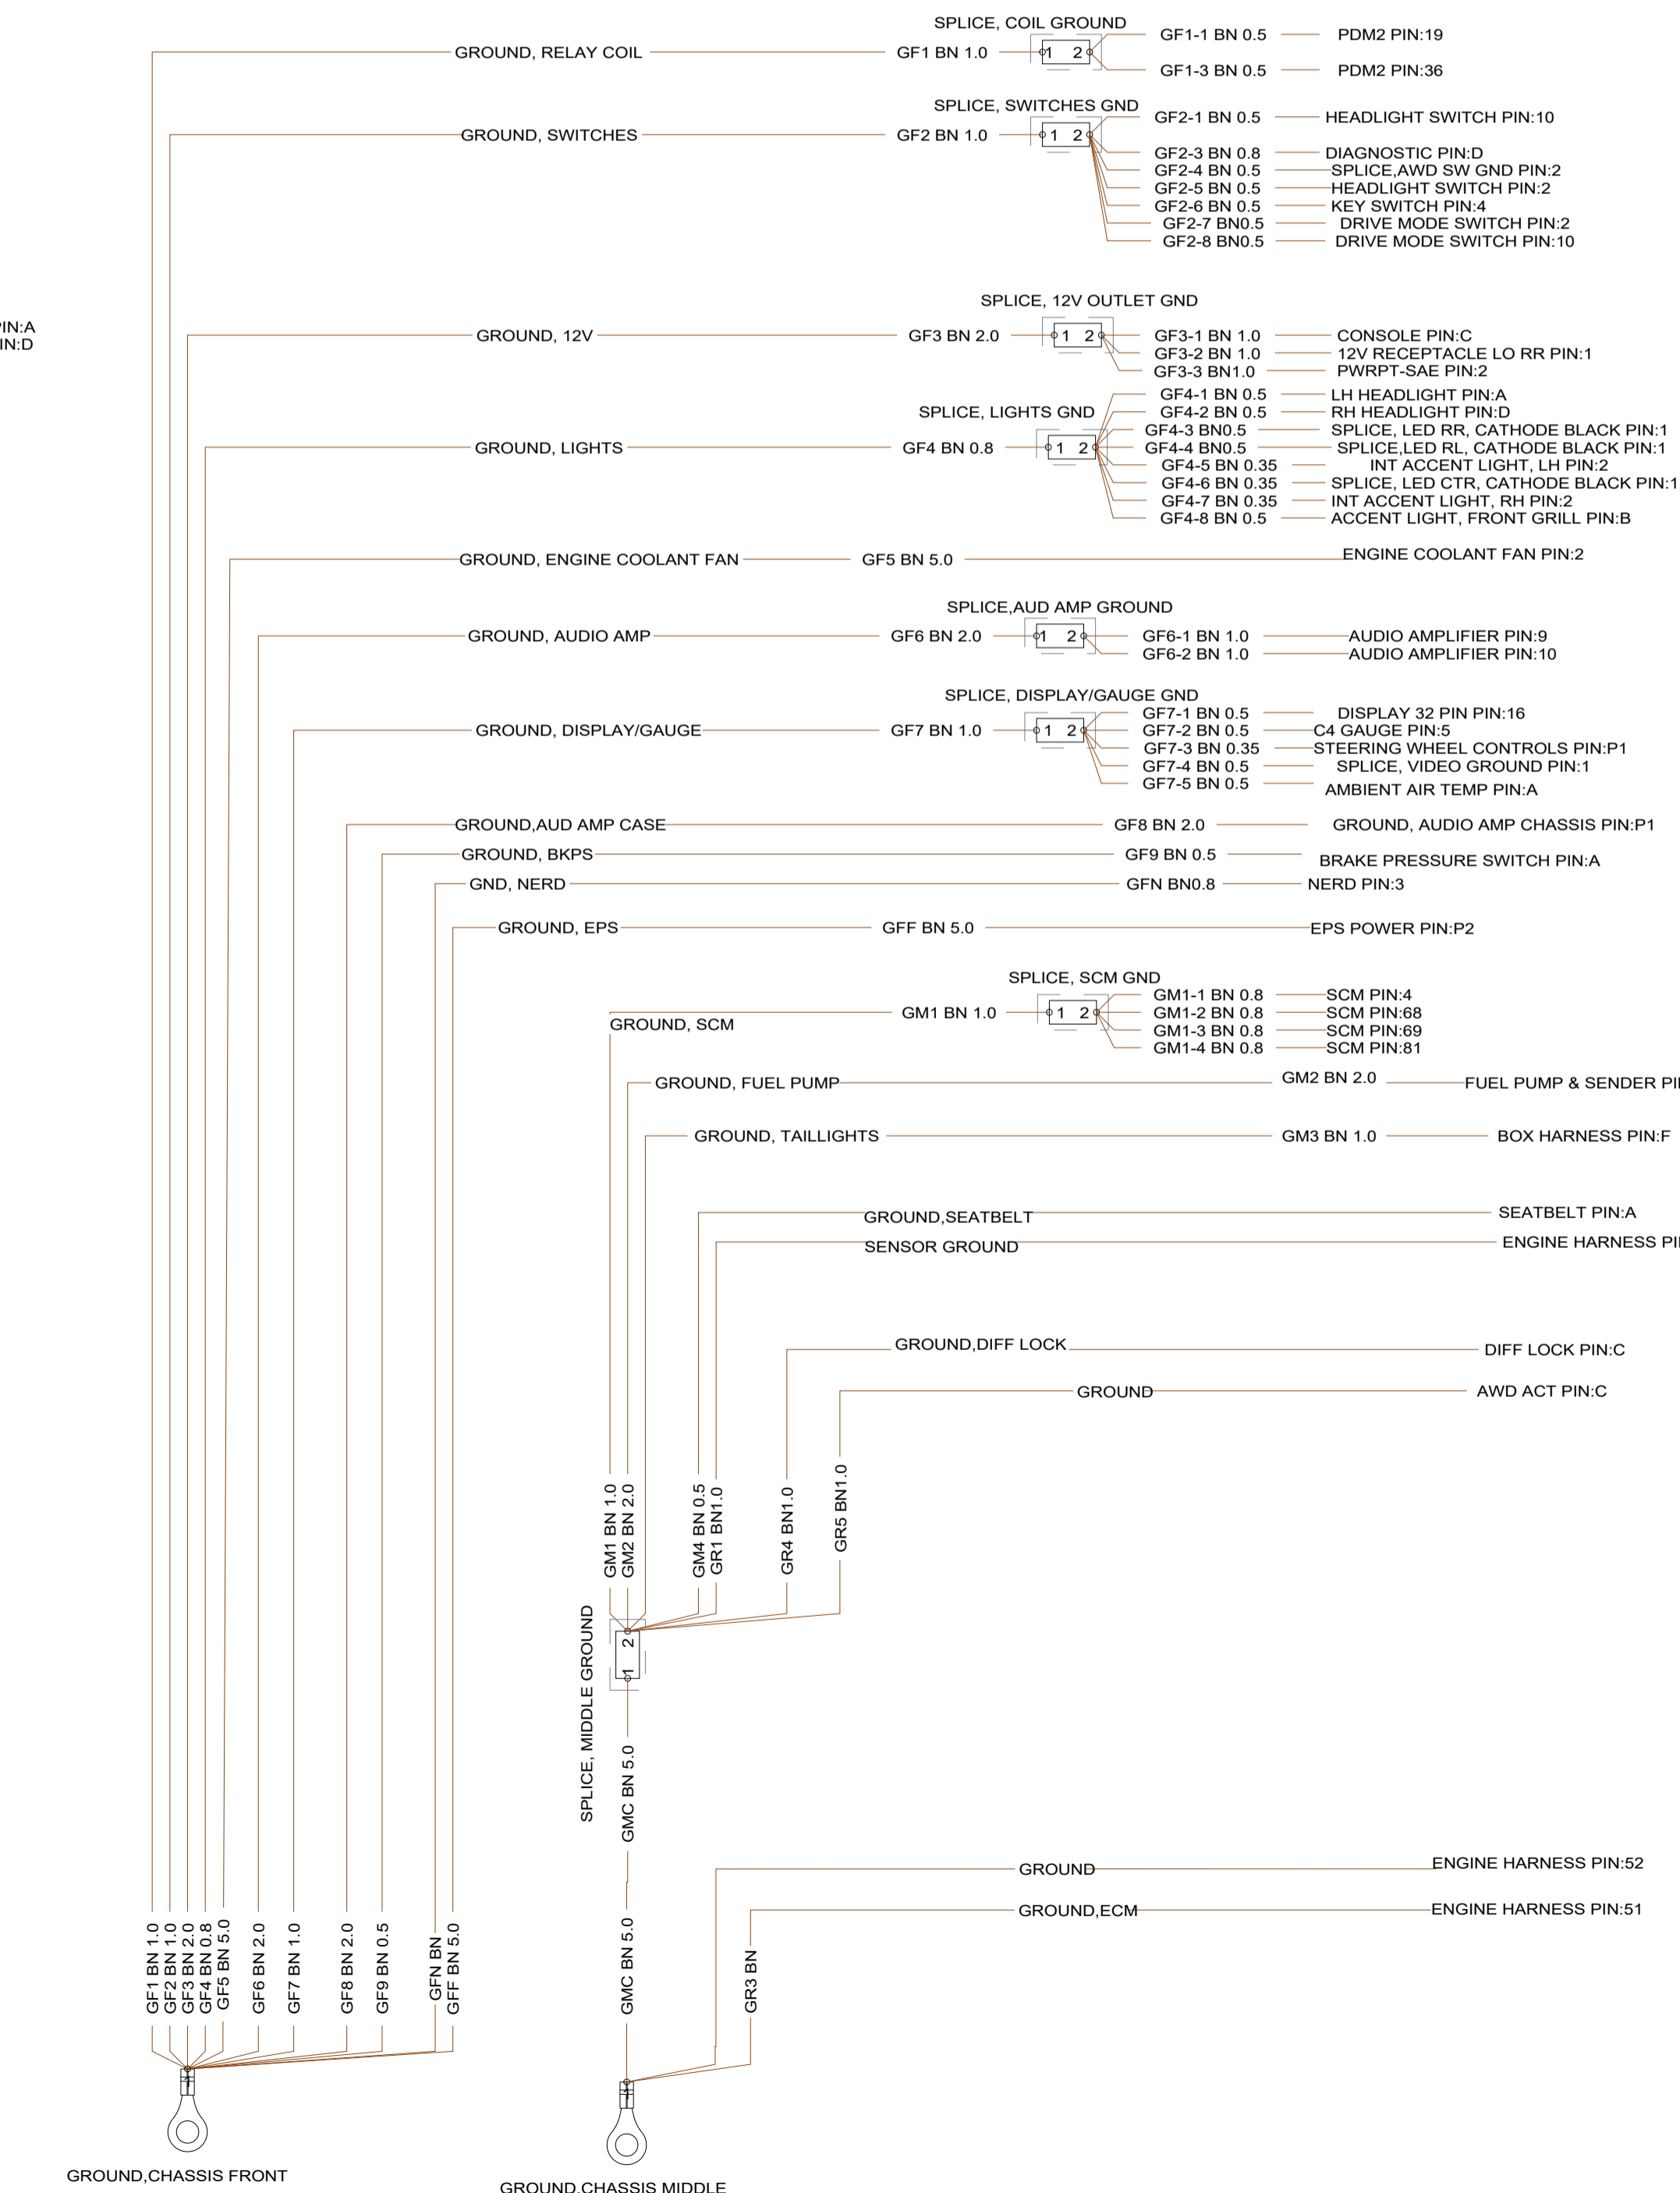 SPLICE, COIL GROUND
GROUND, RELAY COIL GF1 BN 1.0 1 2 GF1-1 BN 0.5 PDM2 PIN:19
GF1-3 BN 0.5 PDM2 PIN:36
SPLICE, SWITCHES GND
GROUND, SWITCHES GF2 BN 1.0 1 2 GF2-1 BN 0.5 HEADLIGHT SWITCH PIN:10
GF2-3 BN 0.8 DIAGNOSTIC PIN:D
GF2-4 BN 0.5 SPLICE,AWD SW GND PIN:2
GF2-5 BN 0.5 HEADLIGHT SWITCH PIN:2
GF2-6 BN 0.5 KEY SWITCH PIN:4
GF2-7 BN0.5 DRIVE MODE SWITCH PIN:2
GF2-8 BN0.5 DRIVE MODE SWITCH PIN:10
PIN:A
IN:D
SPLICE, 12V OUTLET GND
GROUND, 12V GF3 BN 2.0 1 2 GF3-1 BN 1.0 CONSOLE PIN:C
GF3-2 BN 1.0 12V RECEPTACLE LO RR PIN:1
GF3-3 BN1.0 PWRPT-SAE PIN:2
SPLICE, LIGHTS GND
GF4-1 BN 0.5 LH HEADLIGHT PIN:A
GF4-2 BN 0.5 RH HEADLIGHT PIN:D
GF4-3 BN0.5 SPLICE, LED RR, CATHODE BLACK PIN:1
GROUND, LIGHTS GF4 BN 0.8 1 2 GF4-4 BN0.5 SPLICE,LED RL, CATHODE BLACK PIN:1
GF4-5 BN 0.35 INT ACCENT LIGHT, LH PIN:2
GF4-6 BN 0.35 SPLICE, LED CTR, CATHODE BLACK PIN:1
GF4-7 BN 0.35 INT ACCENT LIGHT, RH PIN:2
GF4-8 BN 0.5 ACCENT LIGHT, FRONT GRILL PIN:B
GROUND, ENGINE COOLANT FAN GF5 BN 5.0 ENGINE COOLANT FAN PIN:2
SPLICE,AUD AMP GROUND
GROUND, AUDIO AMP GF6 BN 2.0 1 2 GF6-1 BN 1.0 AUDIO AMPLIFIER PIN:9
GF6-2 BN 1.0 AUDIO AMPLIFIER PIN:10
SPLICE, DISPLAY/GAUGE GND
GF7-1 BN 0.5 DISPLAY 32 PIN PIN:16
GROUND, DISPLAY/GAUGE GF7 BN 1.0 1 2 GF7-2 BN 0.5 C4 GAUGE PIN:5
GF7-3 BN 0.35 STEERING WHEEL CONTROLS PIN:P1
GF7-4 BN 0.5 SPLICE, VIDEO GROUND PIN:1
GF7-5 BN 0.5 AMBIENT AIR TEMP PIN:A
GROUND,AUD AMP CASE GF8 BN 2.0 GROUND, AUDIO AMP CHASSIS PIN:P1
GROUND, BKPS GF9 BN 0.5 BRAKE PRESSURE SWITCH PIN:A
GND, NERD GFN BN0.8 NERD PIN:3
GROUND, EPS GFF BN 5.0 EPS POWER PIN:P2
SPLICE, SCM GND
GM1-1 BN 0.8 SCM PIN:4
GROUND, SCM GM1 BN 1.0 1 2 GM1-2 BN 0.8 SCM PIN:68
GM1-3 BN 0.8 SCM PIN:69
GM1-4 BN 0.8 SCM PIN:81
GROUND, FUEL PUMP GM2 BN 2.0 FUEL PUMP & SENDER
GROUND, TAILLIGHTS GM3 BN 1.0 BOX HARNESS PIN:F
GROUND,SEATBELT SEATBELT PIN:A
SENSOR GROUND ENGINE HARNESS
GROUND,DIFF LOCK DIFF LOCK PIN:C
GROUND AWD ACT PIN:C
GM1 BN 1.0
GM2 BN 2.0
GM4 BN 0.5
GR1 BN1.0
GR4 BN1.0
GR5 BN1.0
SPLICE, MIDDLE GROUND
2
1
GMC BN 5.0
GROUND ENGINE HARNESS PIN:52
GROUND,ECM ENGINE HARNESS PIN:51
GF1 BN 1.0
GF2 BN 1.0
GF3 BN 2.0
GF4 BN 0.8
GF5 BN 5.0
GF6 BN 2.0
GF7 BN 1.0
GF8 BN 2.0
GF9 BN 0.5
GFN BN
GFF BN 5.0
GMC BN 5.0
GR3 BN
1
1
GROUND,CHASSIS FRONT
GROUND,CHASSIS MIDDLE